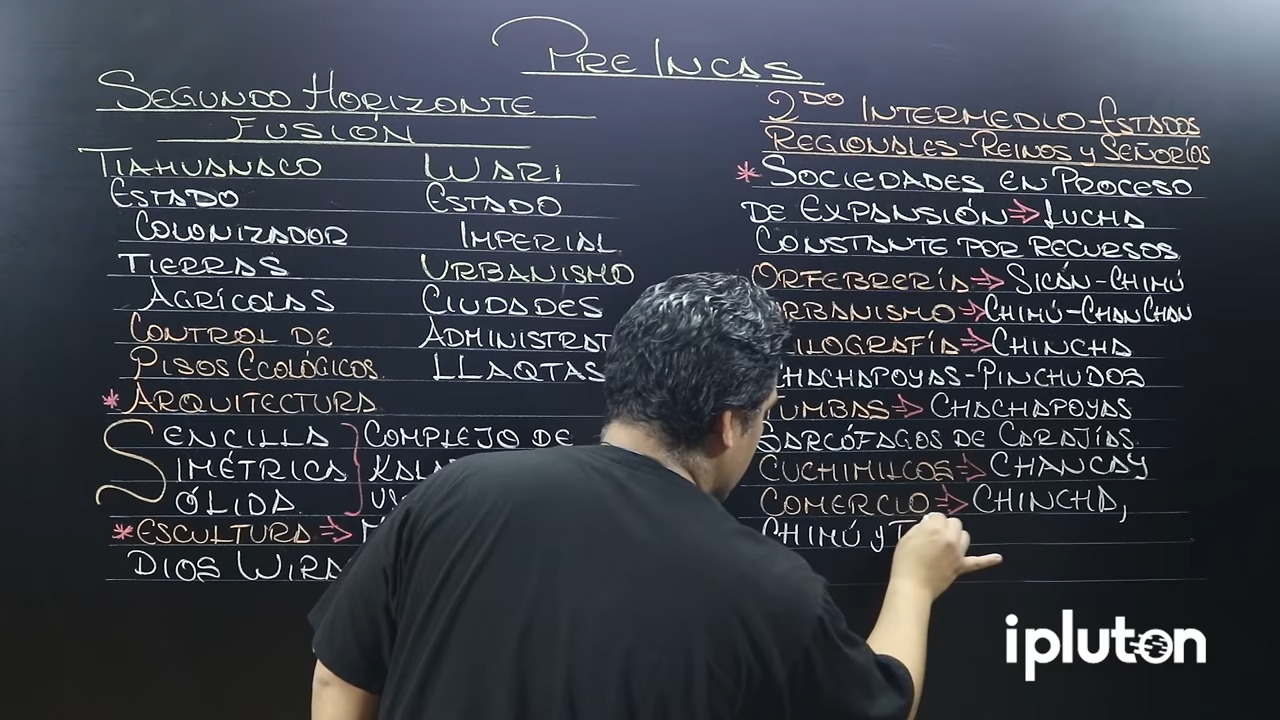 PRE INCAS
SEGUNDO HORIZONTE
FUSIÓN
TIAHUANACO
ESTADO
COLONIZADOR
TIERRAS
AGRÍCOLAS
CONTROL DE
PISOS ECOLÓGICOS.
* ARQUITECTURA
SENCILLA
SIMÉTRICA
SÓLIDA.
COMPLEJO DE
* ESCULTURA ⇒
DIOS
WARI
ESTADO
IMPERIAL.
URBANISMO
CIUDADES
LLAQTAS
2DO INTERMEDIO-ESTADOS
REGIONALES-REINOS y SEÑORÍOS
* SOCIEDADES EN PROCESO
DE EXPANSIÓN ⇒ LUCHA
CONSTANTE POR RECURSOS.
ORFEBRERÍA ⇒ SICÁN-CHIMÚ
⇒ CHIMÚ-CHAN CHAN
⇒ CHINCHA
CHACHAPOYAS-PINCHUDOS
TUMBAS ⇒ CHACHAPOYAS
SARCÓFAGOS DE CARAJÍAS.
CUCHIMILCOS ⇒ CHANCAY
COMERCIO ⇒ CHINCHA,
CHIMÚ y
ipluton